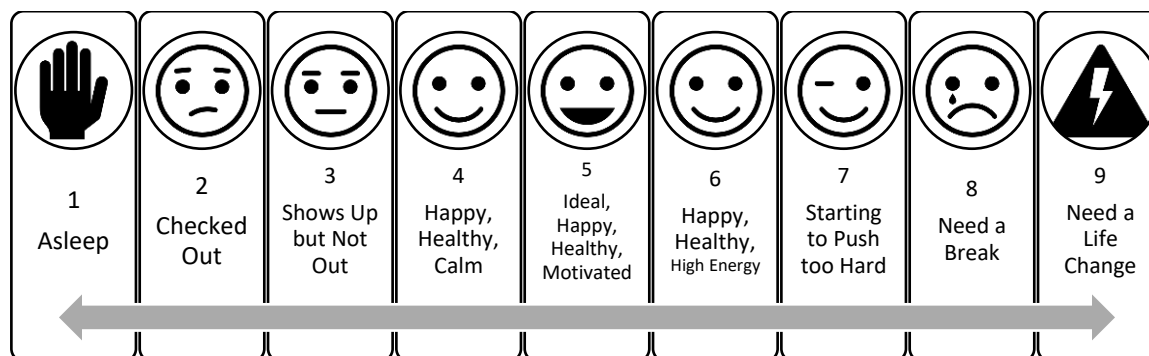 1
Asleep
2
Checked
Out
3
Shows Up
but Not
Out
4
Happy,
Healthy,
Calm
5
Ideal,
Happy,
Healthy,
Motivated
6
Happy,
Healthy,
High Energy
7
Starting
to Push
too Hard
8
Need a
Break
9
Need a
Life
Change